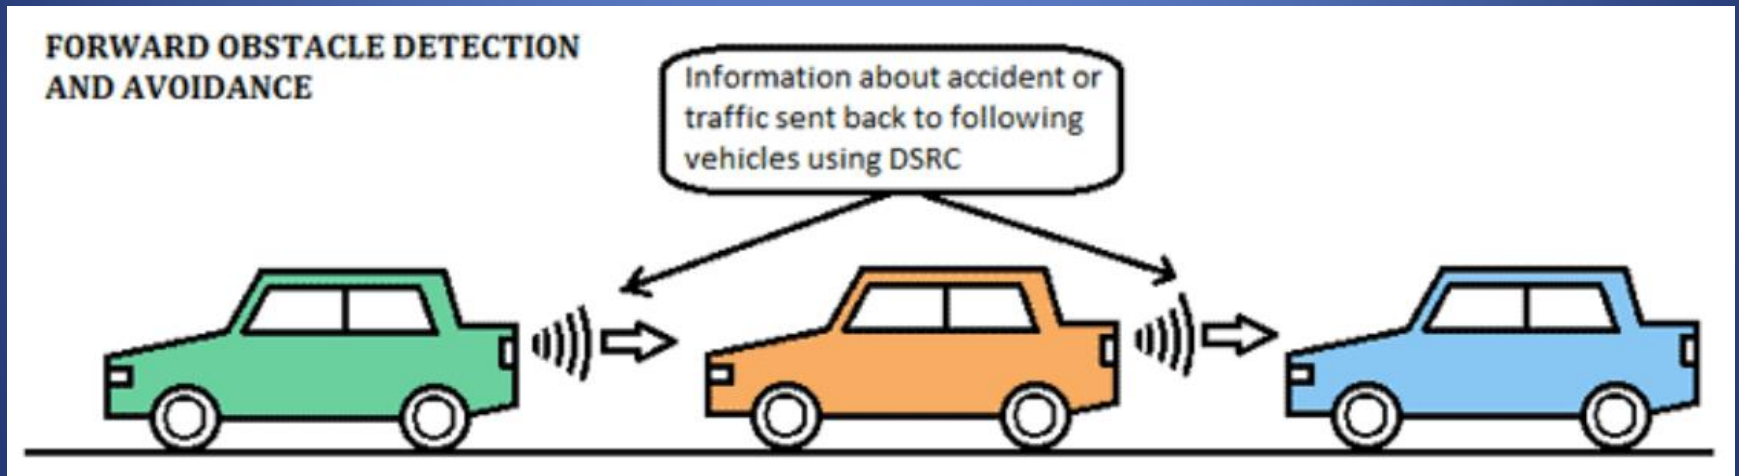 FORWARD OBSTACLE DETECTION
AND AVOIDANCE
Information about accident or
traffic sent back to following
vehicles using DSRC